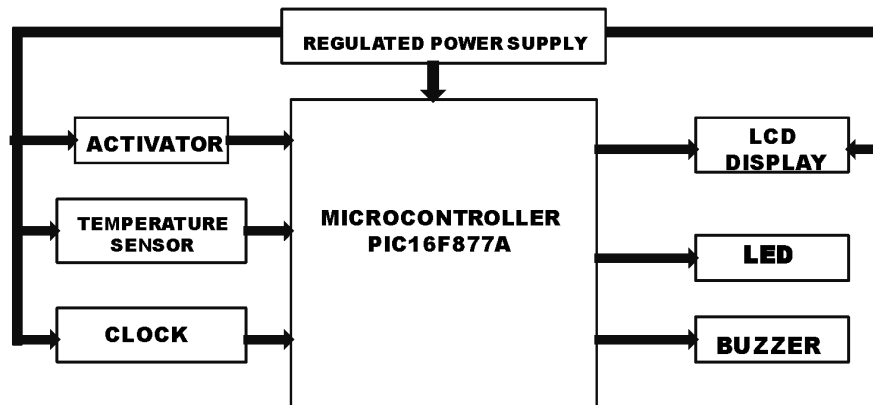 REGULATED POWER SUPPLY
ACTIVATOR
TEMPERATURE
SENSOR
CLOCK
MICROCONTROLLER
PIC16F877A
LCD
DISPLAY
LED
BUZZER